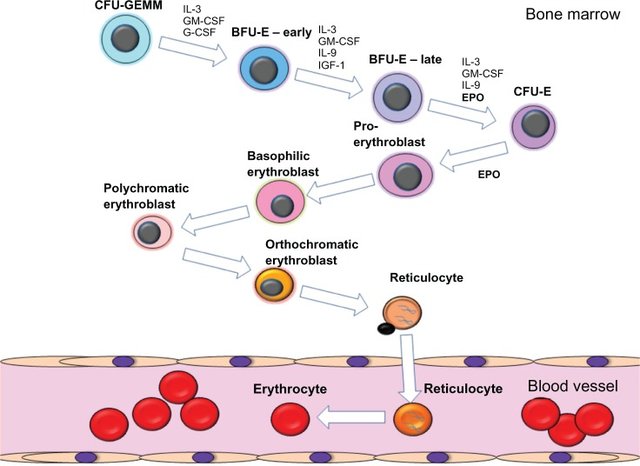 Bone marrow
CFU-GEMM
IL-3
GM-CSF
G-CSF
BFU-E – early
IL-3
GM-CSF
IL-9
IGF-1
BFU-E – late
IL-3
GM-CSF
IL-9
EPO
CFU-E
EPO
Pro-
erythroblast
Basophilic
erythroblast
Polychromatic
erythroblast
Orthochromatic
erythroblast
Reticulocyte
Erythrocyte
Reticulocyte
Blood vessel